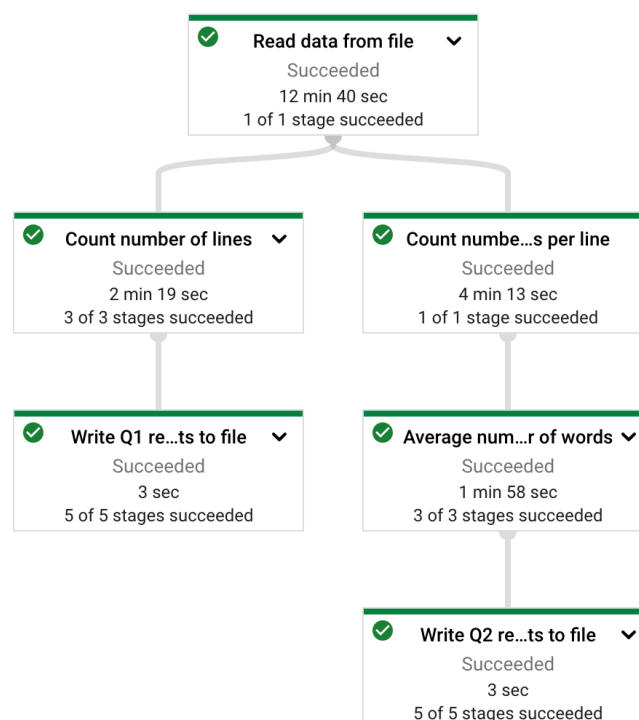 Read data from file
Succeeded
12 min 40 sec
1 of 1 stage succeeded
Count number of lines
Succeeded
2 min 19 sec
3 of 3 stages succeeded
Count numbe...s per line
Succeeded
4 min 13 sec
1 of 1 stage succeeded
Write Q1 re...ts to file
Succeeded
3 sec
5 of 5 stages succeeded
Average num...r of words
Succeeded
1 min 58 sec
3 of 3 stages succeeded
Write Q2 re...ts to file
Succeeded
3 sec
5 of 5 stages succeeded